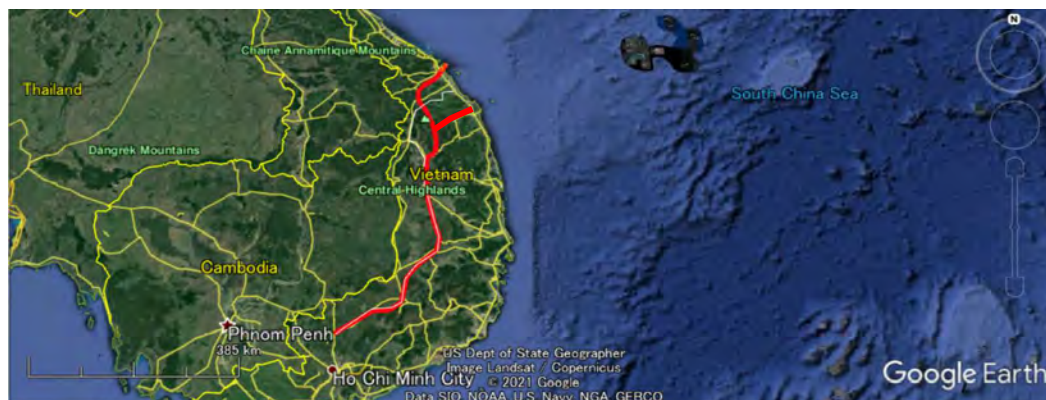 N
Chaine Annamitique Mountains
Thailand
South China Sea
Dangrek Mountains
Vietnam
Central Highlands
Cambodia
Phnom Penh
385 km
US Dept of State Geographer
Image Landsat / Copernicus
Ho Chi Minh City
© 2021 Google
Google Earth
Data SIO, NOAA, U.S. Navy, NGA, GEBCO